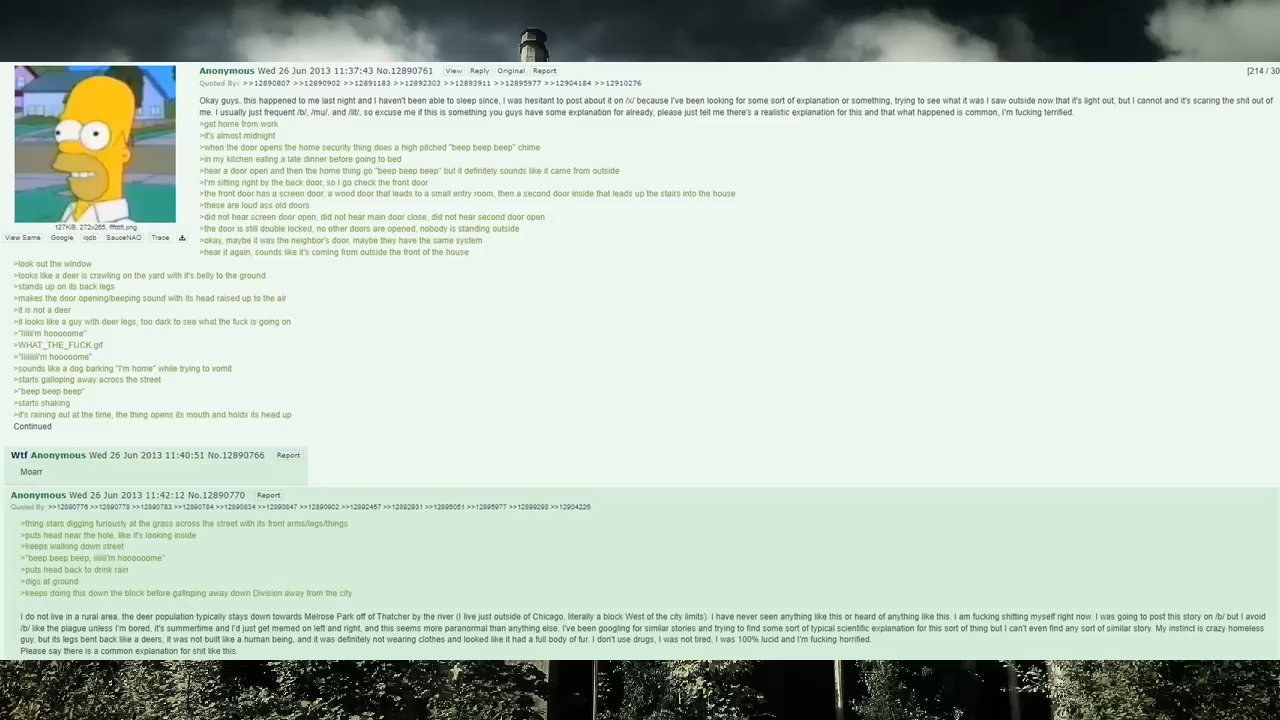 Anonymous Wed 26 Jun 2013 11:37:43 No.12890761 View Reply Original Report
[214 / 30
Quoted By: >>12890807 >>12890902 >>12891183 >>12892303 >>12893911 >>12895977 >>12904184 >>12910276
Okay guys, this happened to me last night and I haven't been able to sleep since, I was hesitant to post about it on /x/ because I've been looking for some sort of explanation or something, trying to see what it was I saw outside now that it's light out, but I cannot and it's scaring the shit out of
me. I usually just frequent /b/, /mu/, and /lit/, so excuse me if this is something you guys have some explanation for already, please just tell me there's a realistic explanation for this and that what happened is common, I'm fucking terrified.
>get home from work
>it's almost midnight
>when the door opens the home security thing does a high pitched "beep beep beep" chime
>in my kitchen eating a late dinner before going to bed
>hear a door open and then the home thing go "beep beep beep" but it definitely sounds like it came from outside
>I'm sitting right by the back door, so I go check the front door
>the front door has a screen door, a wood door that leads to a small entry room, then a second door inside that leads up the stairs into the house
>these are loud ass old doors
>did not hear screen door open, did not hear main door close, did not hear second door open
>the door is still double locked, no other doors are opened, nobody is standing outside
>okay, maybe it was the neighbor's door, maybe they have the same system
>hear it again, sounds like it's coming from outside the front of the house
127KiB, 272x265, ffftttft.png
View Same Google iqdb SauceNAO Trace
>look out the window
>looks like a deer is crawling on the yard with it's belly to the ground
>stands up on its back legs
>makes the door opening/beeping sound with its head raised up to the air
>it is not a deer
>it looks like a guy with deer legs, too dark to see what the fuck is going on
>"Iiiiii'm hooooome"
>WHAT_THE_FUCK.gif
>"Iiiiiiiii'm hooooome"
>sounds like a dog barking "I'm home" while trying to vomit
>starts galloping away across the street
>"beep beep beep"
>starts shaking
>it's raining out at the time, the thing opens its mouth and holds its head up
Continued
Wtf Anonymous Wed 26 Jun 2013 11:40:51 No.12890766 Report
Moarr
Anonymous Wed 26 Jun 2013 11:42:12 No.12890770 Report
Quoted By: >>12890776 >>12890778 >>12890783 >>12890784 >>12890834 >>12890847 >>12890902 >>12892457 >>12892931 >>12895051 >>12895977 >>12899298 >>12904226
>thing stars digging furiously at the grass across the street with its front arms/legs/things
>puts head near the hole, like it's looking inside
>keeps walking down street
>"beep beep beep, iiiiiii'm hoooooome"
>puts head back to drink rain
>digs at ground
>keeps doing this down the block before galloping away down Division away from the city
I do not live in a rural area, the deer population typically stays down towards Melrose Park off of Thatcher by the river (I live just outside of Chicago, literally a block West of the city limits). I have never seen anything like this or heard of anything like this. I am fucking shitting myself right now. I was going to post this story on /b/ but I avoid
/b/ like the plague unless I'm bored, it's summertime and I'd just get memed on left and right, and this seems more paranormal than anything else. I've been googling for similar stories and trying to find some sort of typical scientific explanation for this sort of thing but I can't even find any sort of similar story. My instinct is crazy homeless
guy, but its legs bent back like a deers, it was not built like a human being, and it was definitely not wearing clothes and looked like it had a full body of fur. I don't use drugs, I was not tired, I was 100% lucid and I'm fucking horrified.
Please say there is a common explanation for shit like this.